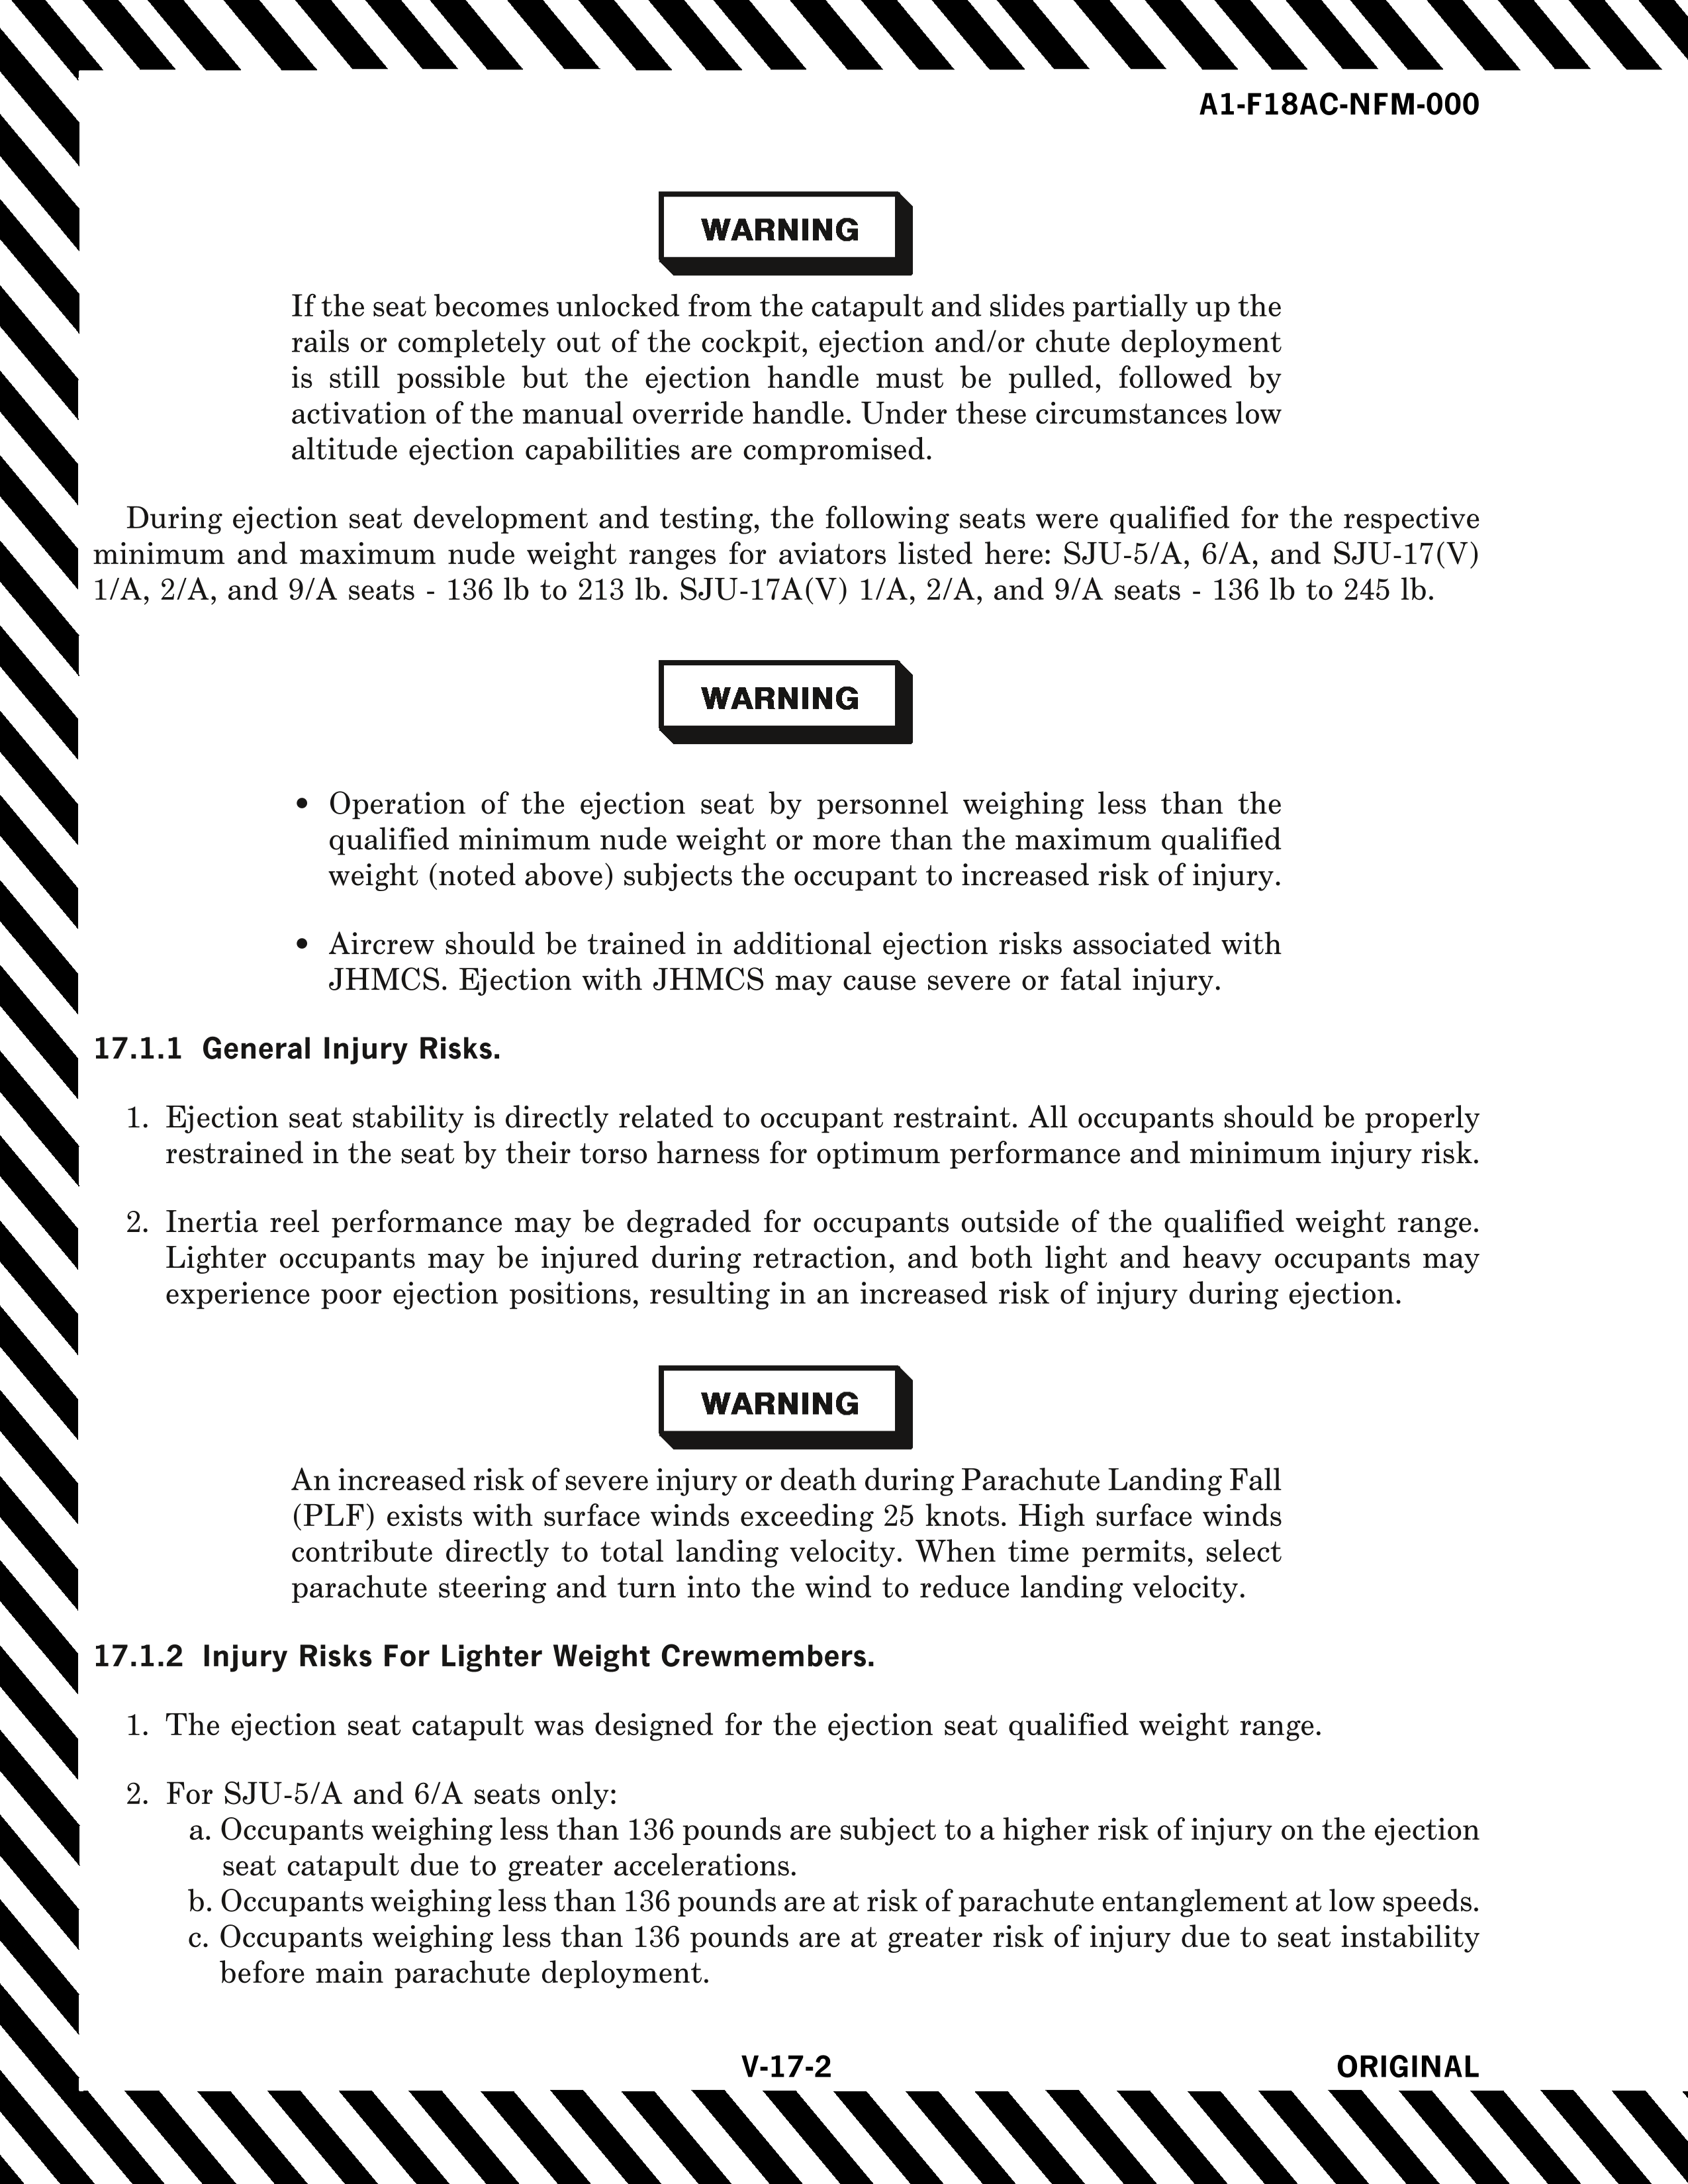 A1-F18AC-NFM-000
WARNING
If the seat becomes unlocked from the catapult and slides partially up the
rails or completely out of the cockpit, ejection and/or chute deployment
is still possible but the ejection handle must be pulled, followed by
activation of the manual override handle. Under these circumstances low
altitude ejection capabilities are compromised.
During ejection seat development and testing, the following seats were qualified for the respective
minimum and maximum nude weight ranges for aviators listed here: SJU-5/A, 6/A, and SJU-17(V)
1/A, 2/A, and 9/A seats - 136 lb to 213 lb. SJU-17A(V) 1/A, 2/A, and 9/A seats - 136 lb to 245 lb.
WARNING
• Operation of the ejection seat by personnel weighing less than the
qualified minimum nude weight or more than the maximum qualified
weight (noted above) subjects the occupant to increased risk of injury.
• Aircrew should be trained in additional ejection risks associated with
JHMCS. Ejection with JHMCS may cause severe or fatal injury.
17.1.1 General Injury Risks.
1. Ejection seat stability is directly related to occupant restraint. All occupants should be properly
restrained in the seat by their torso harness for optimum performance and minimum injury risk.
2. Inertia reel performance may be degraded for occupants outside of the qualified weight range.
Lighter occupants may be injured during retraction, and both light and heavy occupants may
experience poor ejection positions, resulting in an increased risk of injury during ejection.
WARNING
An increased risk of severe injury or death during Parachute Landing Fall
(PLF) exists with surface winds exceeding 25 knots. High surface winds
contribute directly to total landing velocity. When time permits, select
parachute steering and turn into the wind to reduce landing velocity.
17.1.2 Injury Risks For Lighter Weight Crewmembers.
1. The ejection seat catapult was designed for the ejection seat qualified weight range.
2. For SJU-5/A and 6/A seats only:
a. Occupants weighing less than 136 pounds are subject to a higher risk of injury on the ejection
seat catapult due to greater accelerations.
b. Occupants weighing less than 136 pounds are at risk of parachute entanglement at low speeds.
c. Occupants weighing less than 136 pounds are at greater risk of injury due to seat instability
before main parachute deployment.
V-17-2
ORIGINAL